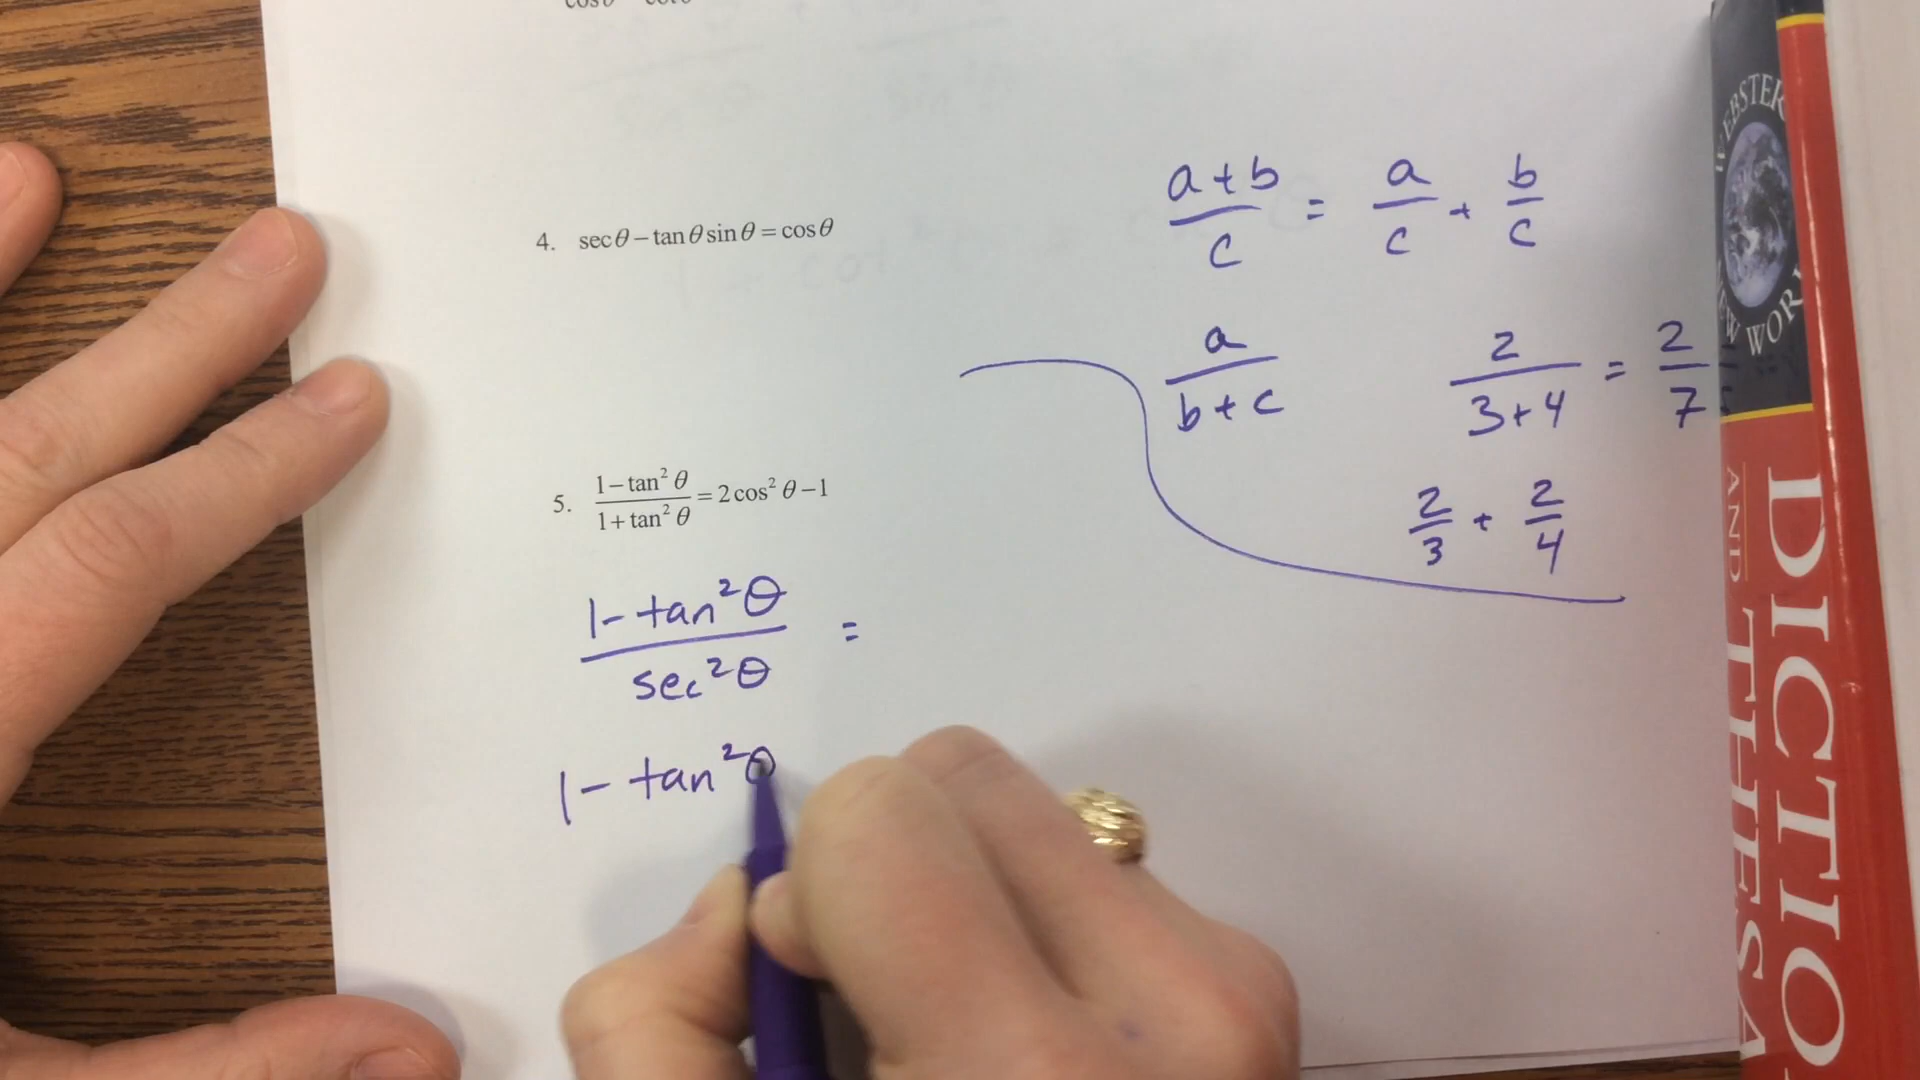 4. secθ – tanθ sinθ = cosθ
5. (1 – tan² θ)/(1 + tan² θ) = 2cos² θ – 1
(1 - tan²θ)/(sec²θ) =
1 - tan²θ
(a + b)/c = a/c + b/c
a/(b + c)
2/(3+4) = 2/7
2/3 + 2/4
WEBSTER
NEW WOR
AND THESA
DICTIO